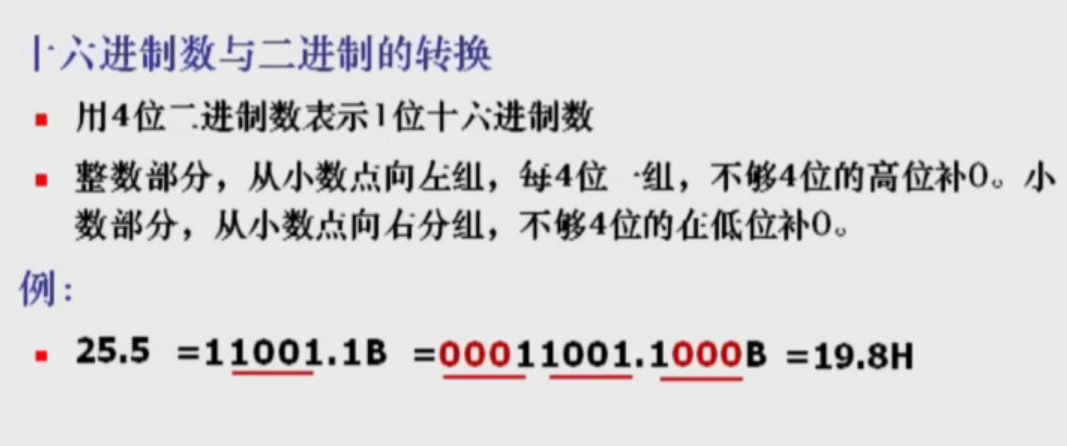 十六进制数与二进制的转换
用4位二进制数表示1位十六进制数
整数部分，从小数点向左组，每4位一组，不够4位的高位补0。小
数部分，从小数点向右分组，不够4位的在低位补0。
例：
25.5 =11001.1B =00011001.1000B =19.8H